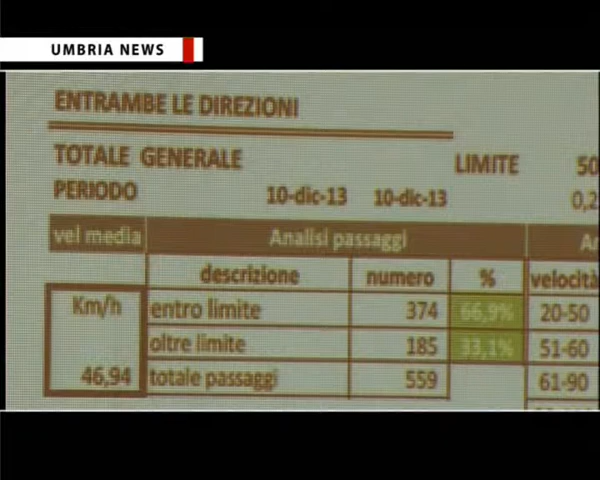 UMBRIA NEWS
ENTRAMBE LE DIREZIONI
TOTALE GENERALE LIMITE 50
PERIODO 10-dic-13 10-dic-13 0,2
vel media Analisi passaggi
descrizione numero % velocità
Km/h entro limite 374 66,9% 20-50
oltre limite 185 33,1% 51-60
46,94 totale passaggi 559 61-90